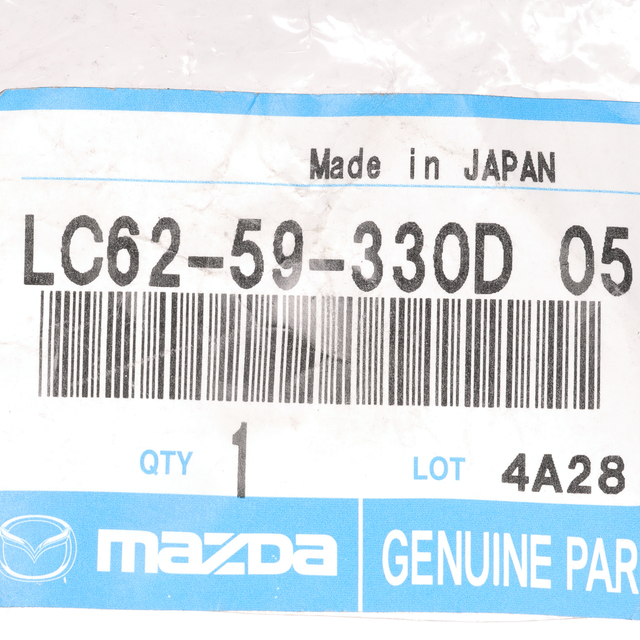 Made in JAPAN
LC62-59-330D 05
QTY 1 LOT 4A28
mazda GENUINE PAR